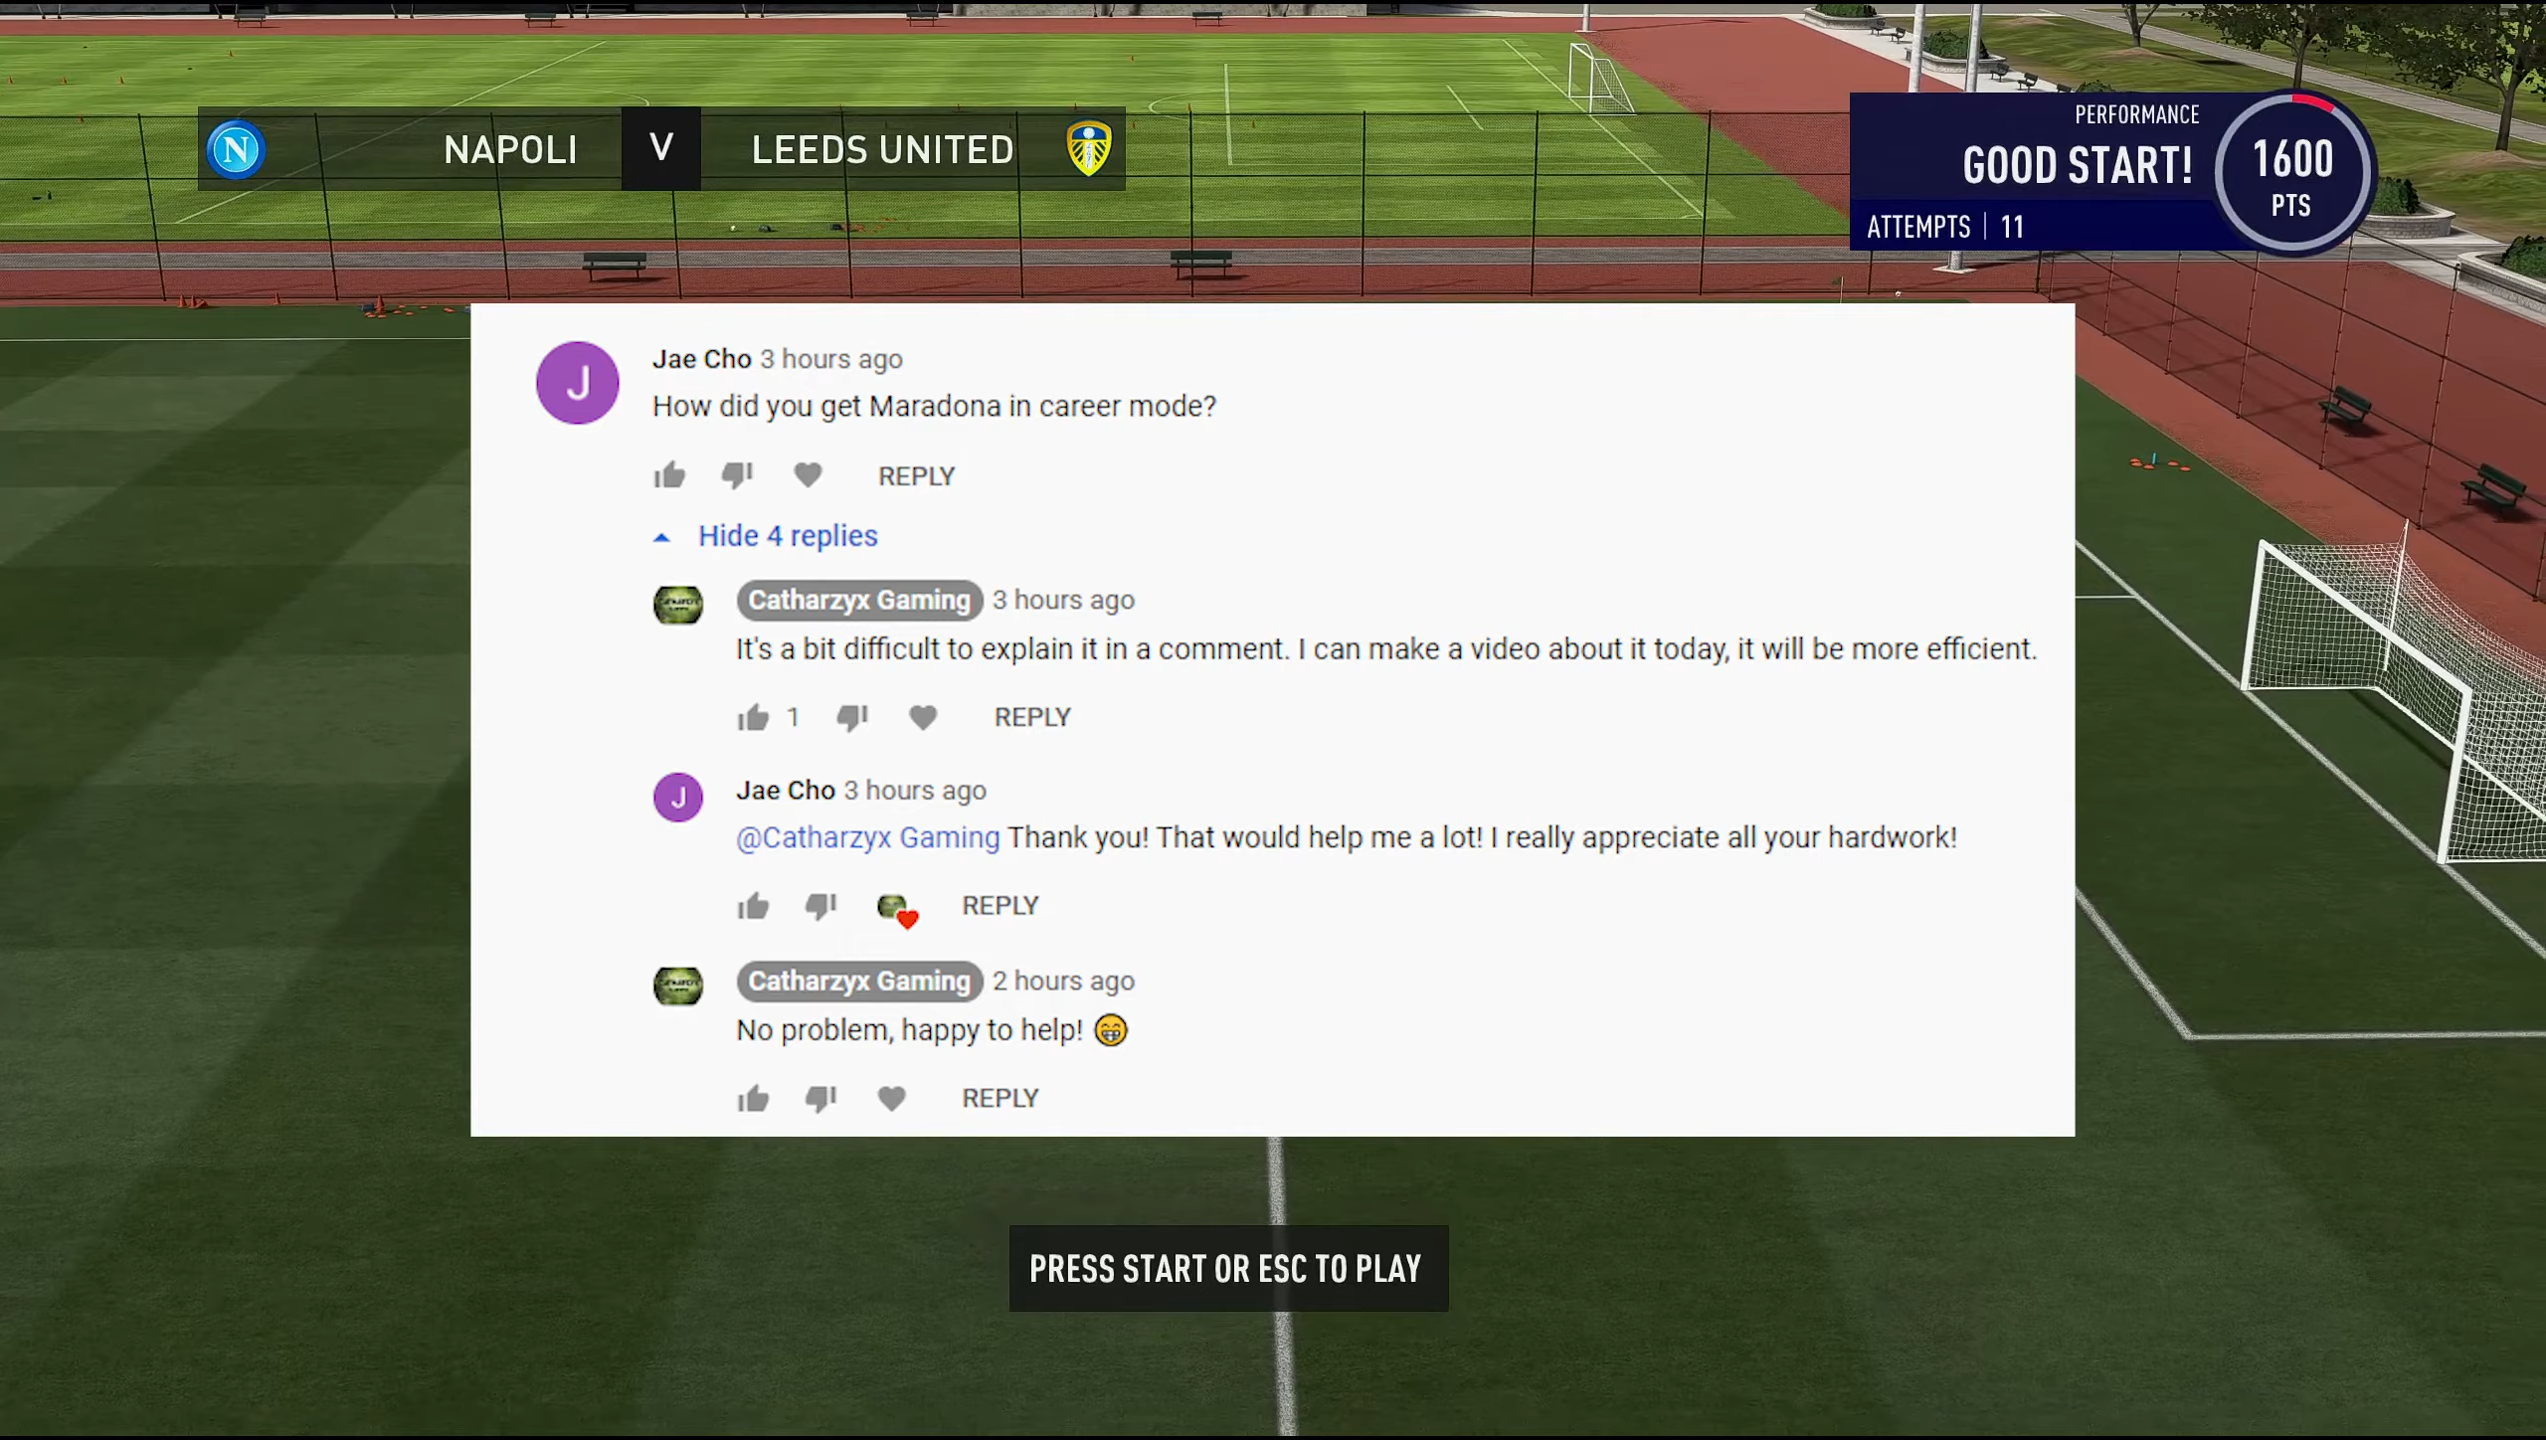 NAPOLI V LEEDS UNITED
PERFORMANCE
GOOD START!
1600
PTS
ATTEMPTS | 11
J
Jae Cho 3 hours ago
How did you get Maradona in career mode?
REPLY
Hide 4 replies
Catharzyx Gaming 3 hours ago
It's a bit difficult to explain it in a comment. I can make a video about it today, it will be more efficient.
1 REPLY
J
Jae Cho 3 hours ago
@Catharzyx Gaming Thank you! That would help me a lot! I really appreciate all your hardwork!
REPLY
Catharzyx Gaming 2 hours ago
No problem, happy to help! 😁
REPLY
PRESS START OR ESC TO PLAY